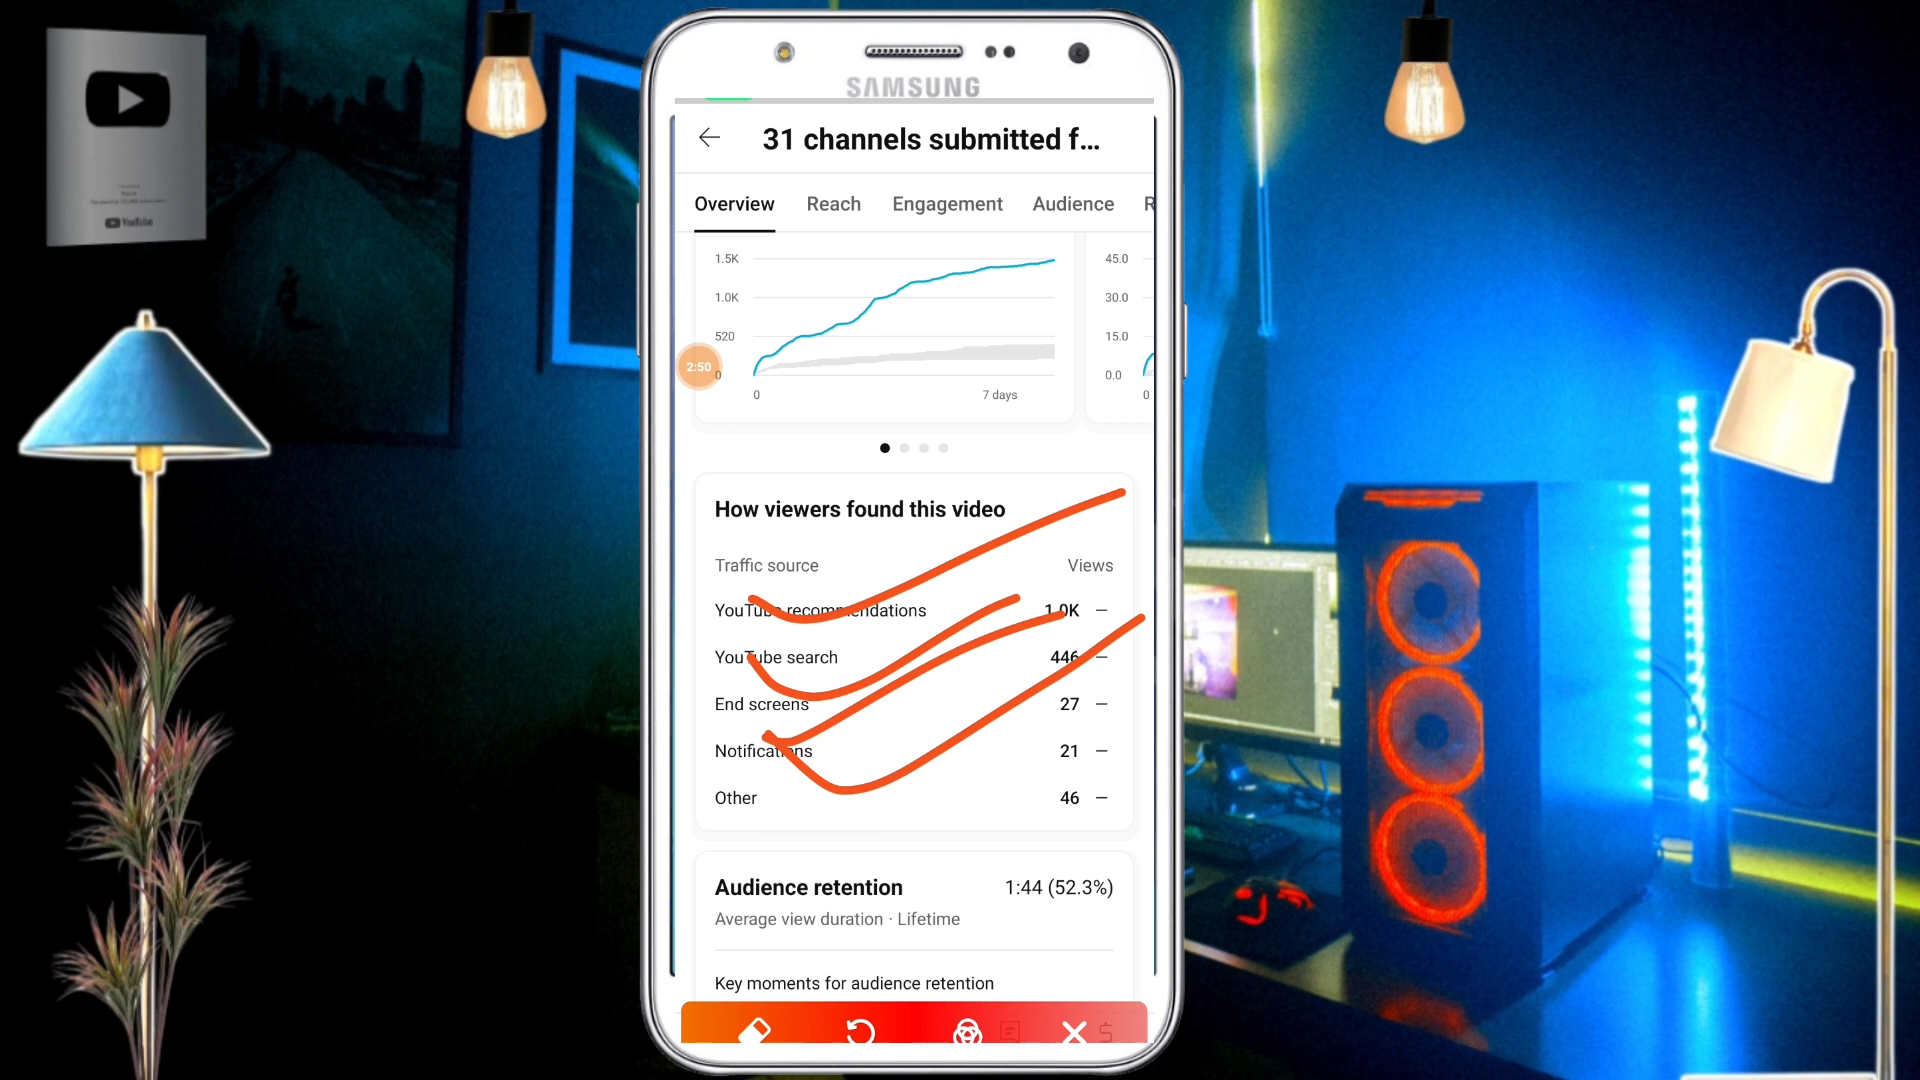 YouTube
SAMSUNG
31 channels submitted f...
Overview Reach Engagement Audience R
1.5K
1.0K
520
0
0 7 days
45.0
30.0
15.0
0.0
0
2:50
How viewers found this video
Traffic source Views
YouTube recommendations 1.0K —
YouTube search 446 —
End screens 27 —
Notifications 21 —
Other 46 —
Audience retention 1:44 (52.3%)
Average view duration · Lifetime
Key moments for audience retention